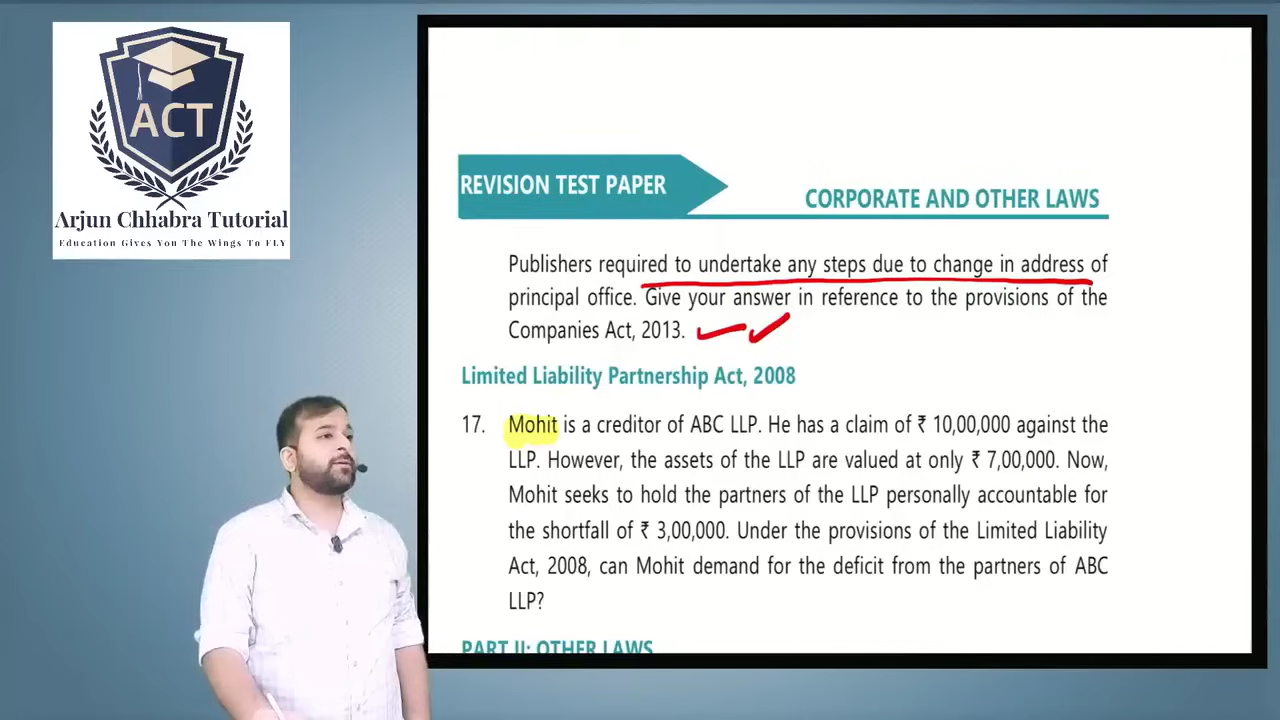 ACT
Arjun Chhabra Tutorial
Education Gives You The Wings To FLY
REVISION TEST PAPER
CORPORATE AND OTHER LAWS
Publishers required to undertake any steps due to change in address of
principal office. Give your answer in reference to the provisions of the
Companies Act, 2013.
Limited Liability Partnership Act, 2008
17. Mohit is a creditor of ABC LLP. He has a claim of ₹ 10,00,000 against the
LLP. However, the assets of the LLP are valued at only ₹ 7,00,000. Now,
Mohit seeks to hold the partners of the LLP personally accountable for
the shortfall of ₹ 3,00,000. Under the provisions of the Limited Liability
Act, 2008, can Mohit demand for the deficit from the partners of ABC
LLP?
PART II: OTHER LAWS